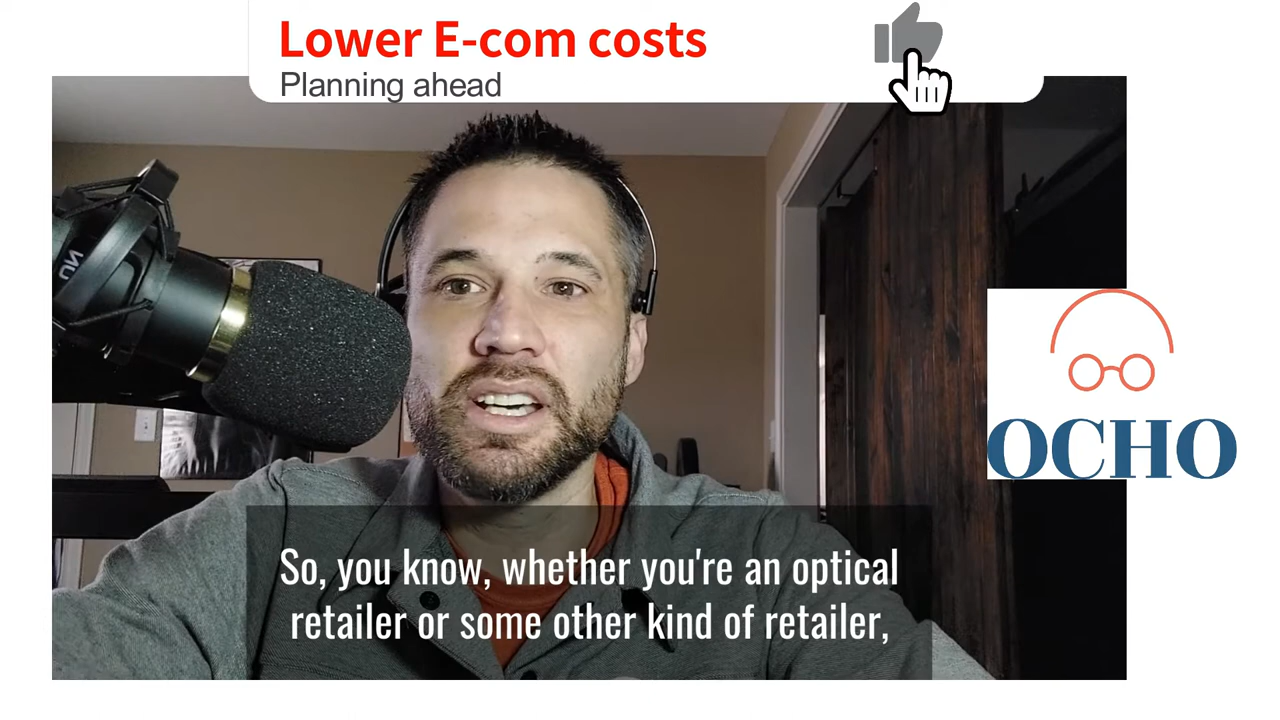 Lower E-com costs
Planning ahead
OCHO
So, you know, whether you're an optical
retailer or some other kind of retailer,